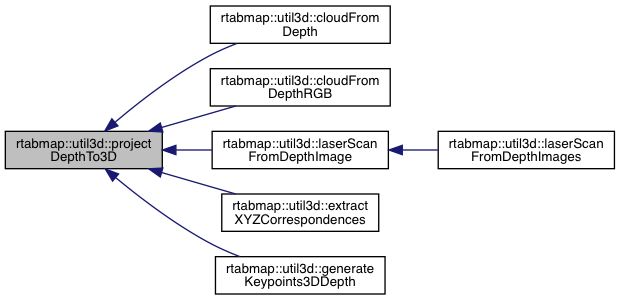 rtabmap::util3d::cloudFrom
Depth
rtabmap::util3d::cloudFrom
DepthRGB
rtabmap::util3d::project
DepthTo3D
rtabmap::util3d::laserScan
FromDepthImage
rtabmap::util3d::laserScan
FromDepthImages
rtabmap::util3d::extract
XYZCorrespondences
rtabmap::util3d::generate
Keypoints3DDepth